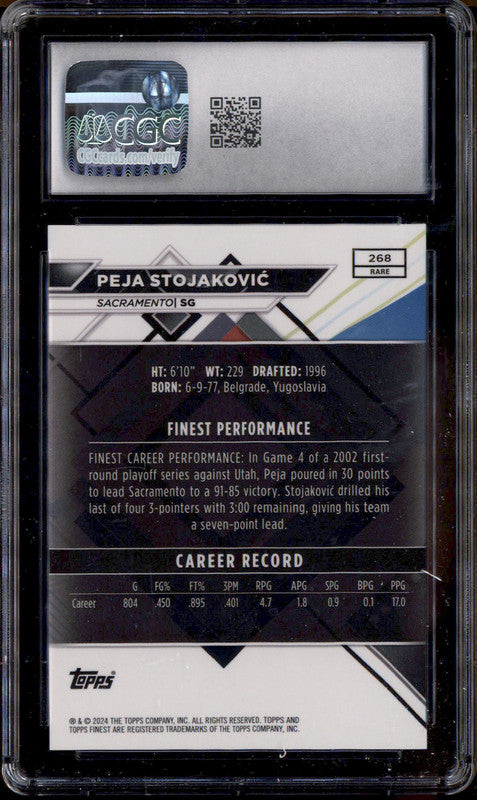 CGC
CGCcards.com/verify
268
RARE
PEJA STOJAKOVIĆ
SACRAMENTO| SG
HT: 6'10" WT: 229 DRAFTED: 1996
BORN: 6-9-77, Belgrade, Yugoslavia
FINEST PERFORMANCE
FINEST CAREER PERFORMANCE: In Game 4 of a 2002 first-
round playoff series against Utah, Peja poured in 30 points
to lead Sacramento to a 91-85 victory. Stojaković drilled his
last of four 3-pointers with 3:00 remaining, giving his team
a seven-point lead.
CAREER RECORD
G FG% FT% 3PM RPG APG SPG BPG PPG
Career 804 .450 .895 .401 4.7 1.8 0.9 0.1 17.0
Topps
® & © 2024 THE TOPPS COMPANY, INC. ALL RIGHTS RESERVED. TOPPS AND
TOPPS FINEST ARE REGISTERED TRADEMARKS OF THE TOPPS COMPANY, INC.